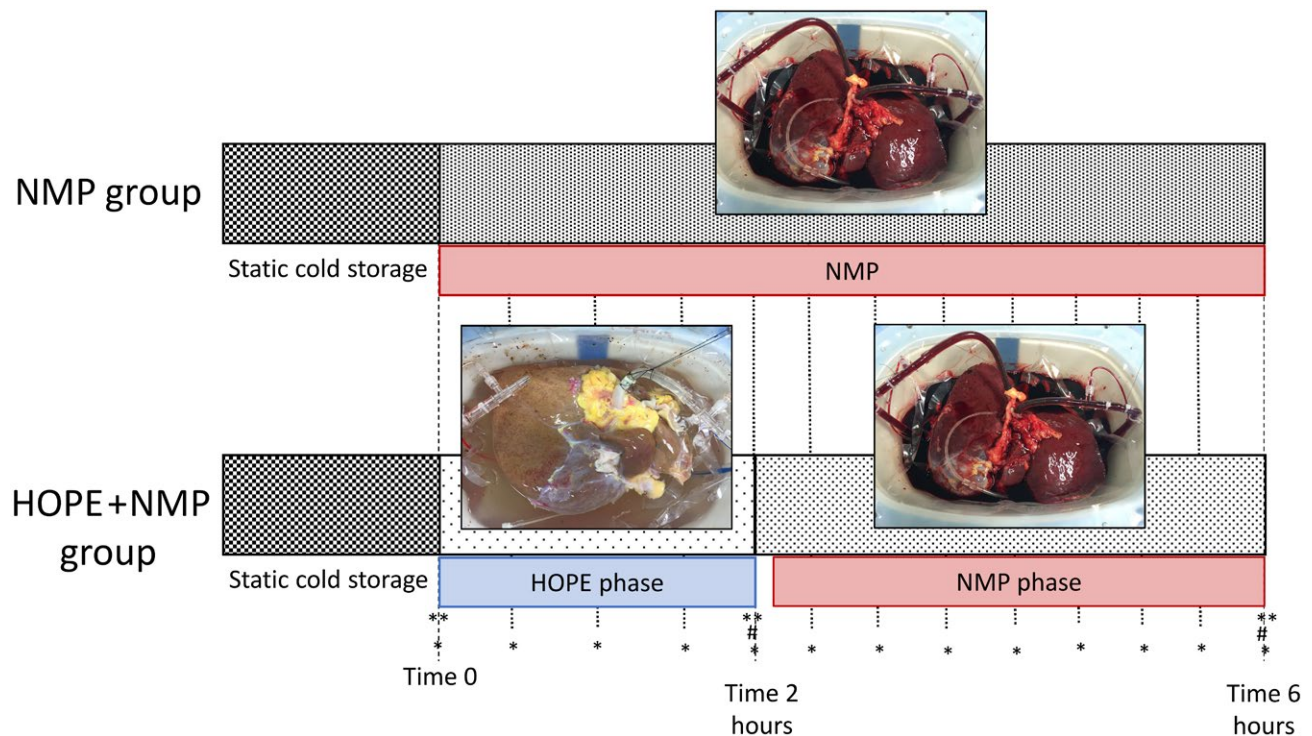 NMP group
Static cold storage
NMP
HOPE+NMP
group
Static cold storage
HOPE phase
NMP phase
** ** **
# #
* * * * * * * * * * * * *
Time 0
Time 2
hours
Time 6
hours